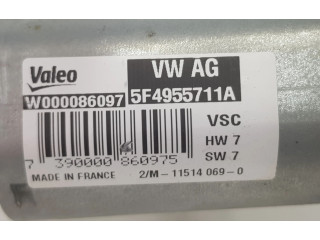 Valeo VW AG
W000086097 5F4955711A
VSC
HW 7
SW 7
7 390000 860975
MADE IN FRANCE 2/M-11514 069-0